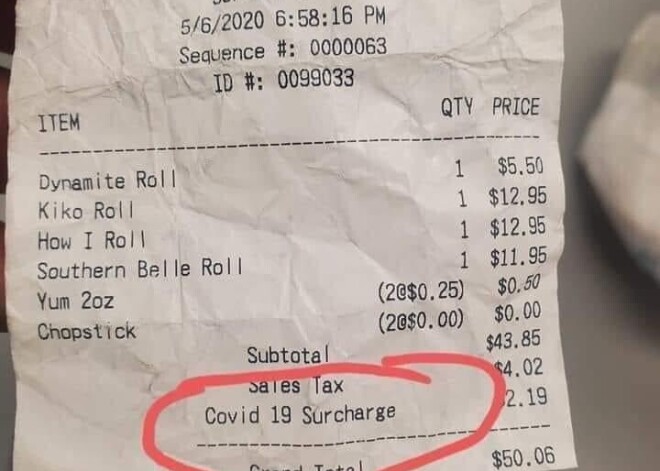 5/6/2020 6:58:16 PM
Sequence #: 0000063
ID #: 0099033
ITEM QTY PRICE
Dynamite Roll 1 $5.50
Kiko Roll 1 $12.95
How I Roll 1 $12.95
Southern Belle Roll 1 $11.95
Yum 2oz (2@$0.25) $0.50
Chopstick (2@$0.00) $0.00
Subtotal $43.85
Sales Tax $4.02
Covid 19 Surcharge 2.19
Grand Total $50.06